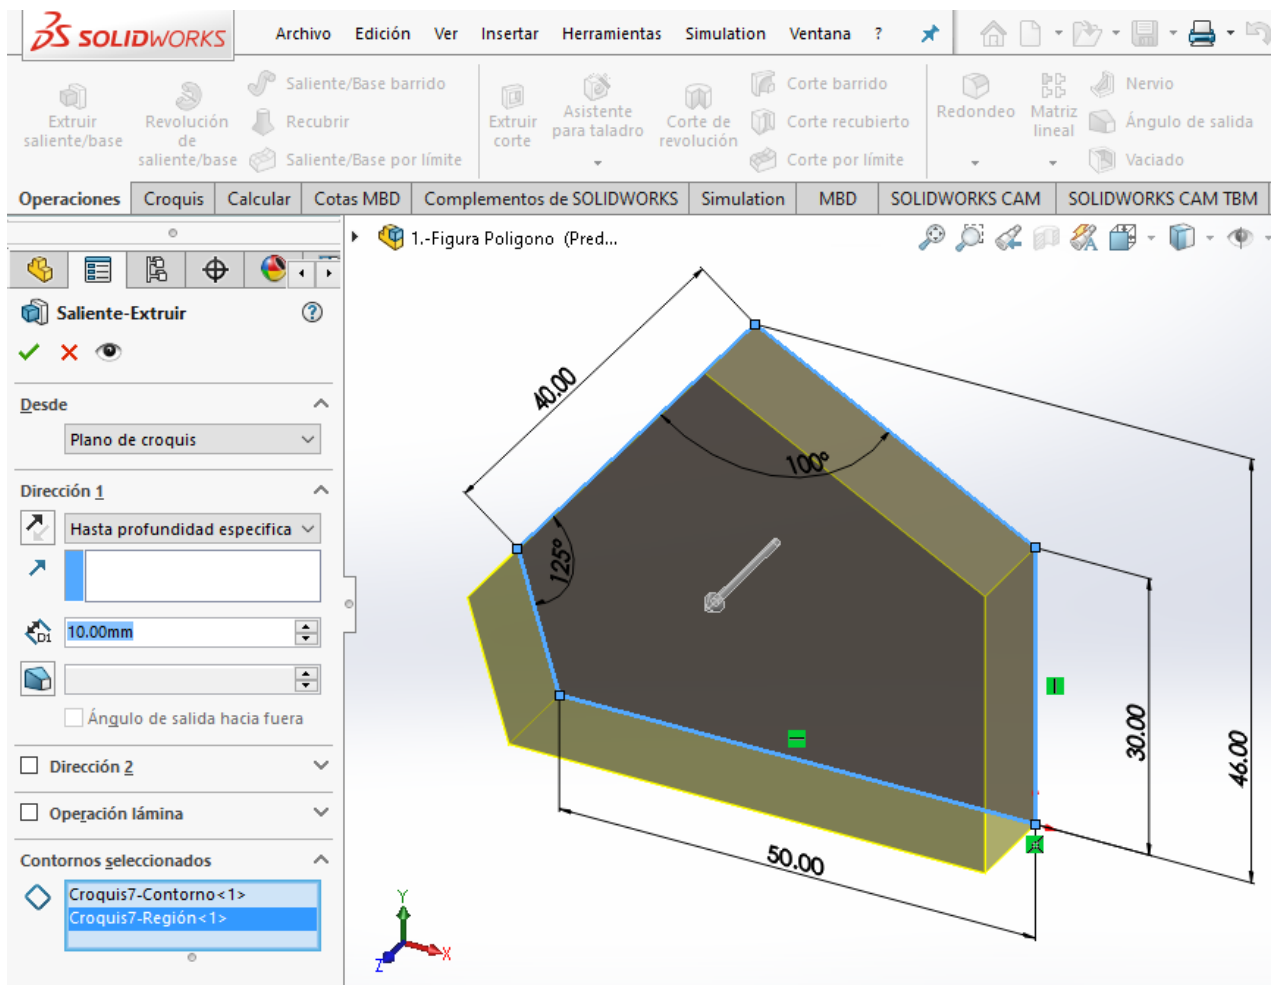 SOLIDWORKS
Archivo Edición Ver Insertar Herramientas Simulation Ventana ?
Extruir saliente/base
Revolución de saliente/base
Saliente/Base barrido
Recubrir
Saliente/Base por límite
Extruir corte
Asistente para taladro
Corte de revolución
Corte barrido
Corte recubierto
Corte por límite
Redondeo
Matriz lineal
Nervio
Ángulo de salida
Vaciado
Operaciones Croquis Calcular Cotas MBD Complementos de SOLIDWORKS Simulation MBD SOLIDWORKS CAM SOLIDWORKS CAM TBM
1.-Figura Poligono (Pred...
Saliente-Extruir
Desde
Plano de croquis
Dirección 1
Hasta profundidad especifica
D1
10.00mm
Ángulo de salida hacia fuera
Dirección 2
Operación lámina
Contornos seleccionados
Croquis7-Contorno<1>
Croquis7-Región<1>
40.00
100°
125°
30.00
46.00
50.00
Y
X
Z